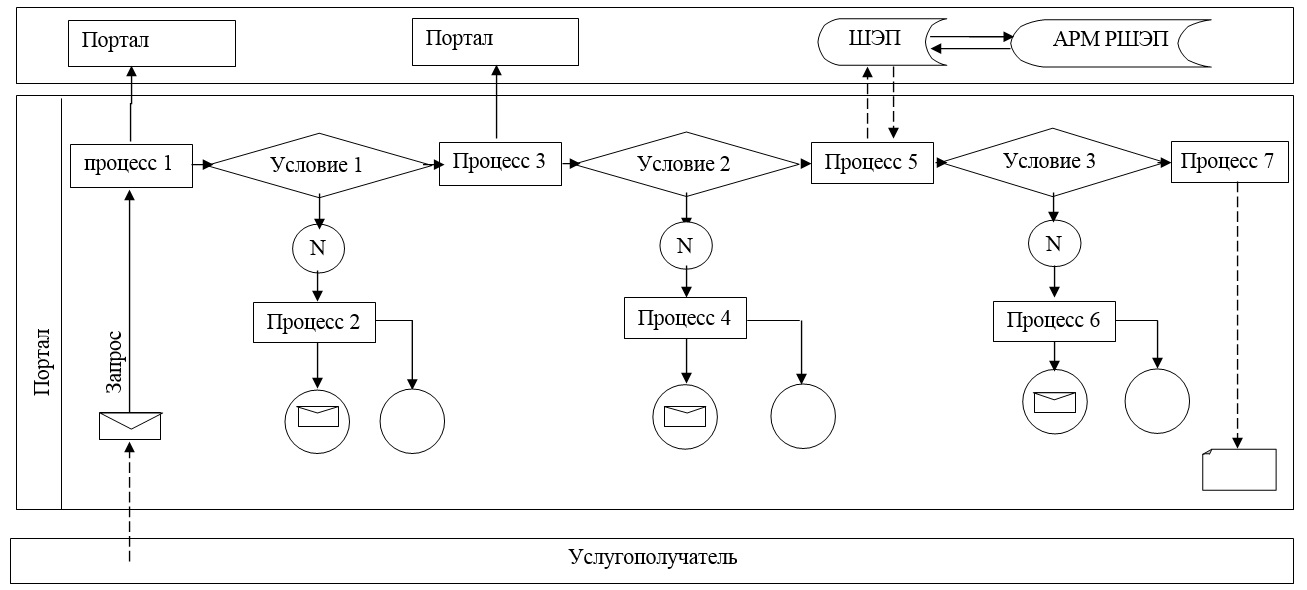 Портал
Портал
ШЭП
АРМ РШЭП
процесс 1
Условие 1
Процесс 3
Условие 2
Процесс 5
Условие 3
Процесс 7
N
N
N
Процесс 2
Процесс 4
Процесс 6
Портал
Запрос
Услугополучатель